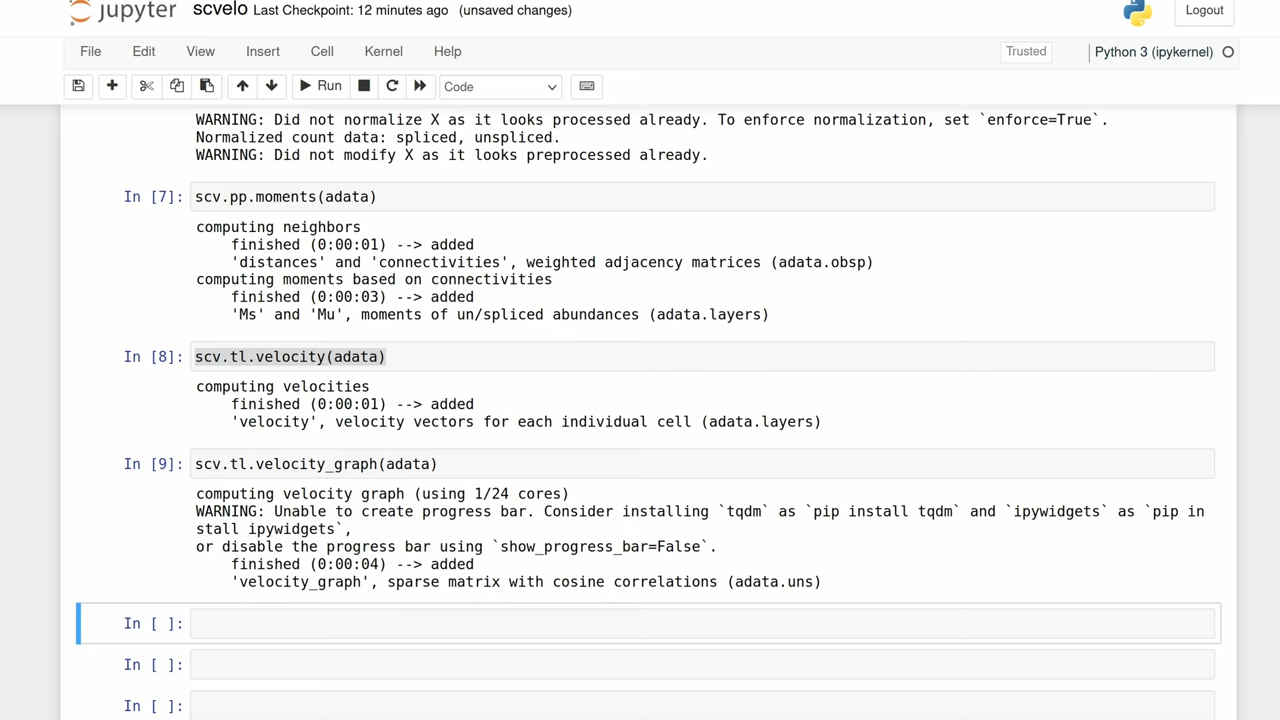 jupyter scvelo Last Checkpoint: 12 minutes ago (unsaved changes) Logout
File Edit View Insert Cell Kernel Help Trusted Python 3 (ipykernel)
Run Code
WARNING: Did not normalize X as it looks processed already. To enforce normalization, set `enforce=True`.
Normalized count data: spliced, unspliced.
WARNING: Did not modify X as it looks preprocessed already.
In [7]: scv.pp.moments(adata)
computing neighbors
finished (0:00:01) --> added
'distances' and 'connectivities', weighted adjacency matrices (adata.obsp)
computing moments based on connectivities
finished (0:00:03) --> added
'Ms' and 'Mu', moments of un/spliced abundances (adata.layers)
In [8]: scv.tl.velocity(adata)
computing velocities
finished (0:00:01) --> added
'velocity', velocity vectors for each individual cell (adata.layers)
In [9]: scv.tl.velocity_graph(adata)
computing velocity graph (using 1/24 cores)
WARNING: Unable to create progress bar. Consider installing `tqdm` as `pip install tqdm` and `ipywidgets` as `pip in
stall ipywidgets`,
or disable the progress bar using `show_progress_bar=False`.
finished (0:00:04) --> added
'velocity_graph', sparse matrix with cosine correlations (adata.uns)
In [ ]:
In [ ]:
In [ ]: